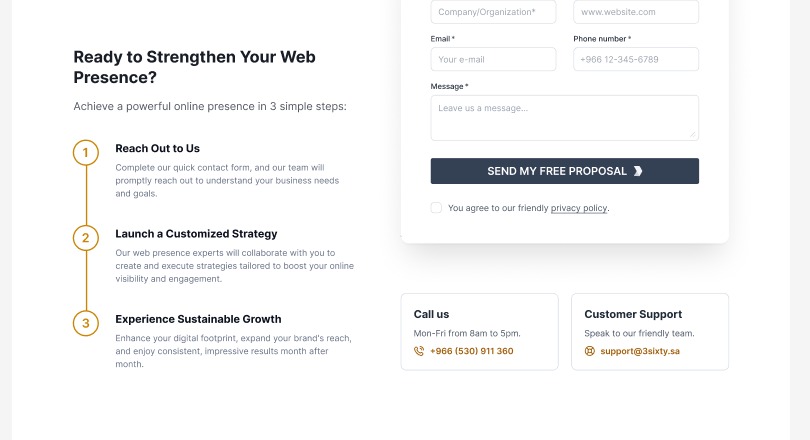 Ready to Strengthen Your Web
Presence?
Achieve a powerful online presence in 3 simple steps:
1
Reach Out to Us
Complete our quick contact form, and our team will
promptly reach out to understand your business needs
and goals.
2
Launch a Customized Strategy
Our web presence experts will collaborate with you to
create and execute strategies tailored to boost your online
visibility and engagement.
3
Experience Sustainable Growth
Enhance your digital footprint, expand your brand's reach,
and enjoy consistent, impressive results month after
month.
Company/Organization*
www.website.com
Email*
Phone number*
Your e-mail
+966 12-345-6789
Message*
Leave us a message...
SEND MY FREE PROPOSAL
You agree to our friendly privacy policy.
Call us
Mon-Fri from 8am to 5pm.
+966 (530) 911 360
Customer Support
Speak to our friendly team.
support@3sixty.sa